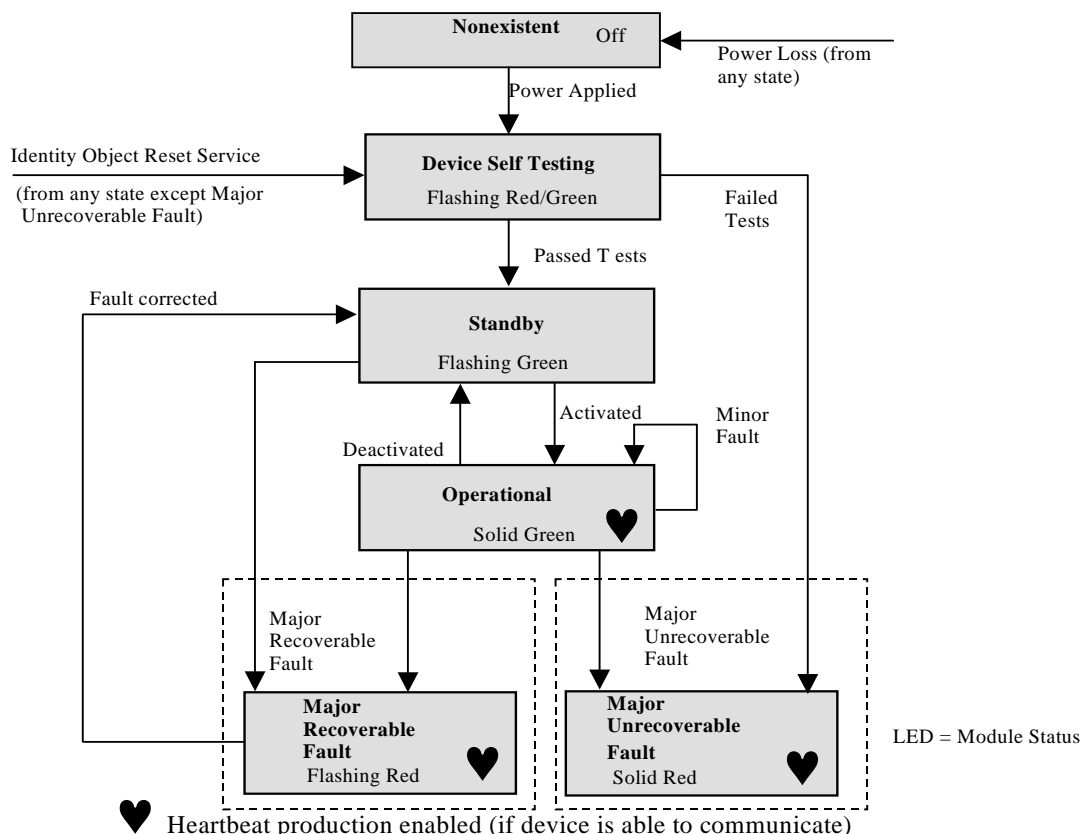 Nonexistent Off
Power Loss (from
any state)
Power Applied
Identity Object Reset Service
(from any state except Major
Unrecoverable Fault)
Device Self Testing
Flashing Red/Green
Failed
Tests
Passed T ests
Fault corrected
Standby
Flashing Green
Activated
Minor
Fault
Deactivated
Operational
Solid Green
Major
Recoverable
Fault
Major
Unrecoverable
Fault
Major
Recoverable
Fault
Flashing Red
Major
Unrecoverable
Fault
Solid Red
LED = Module Status
Heartbeat production enabled (if device is able to communicate)